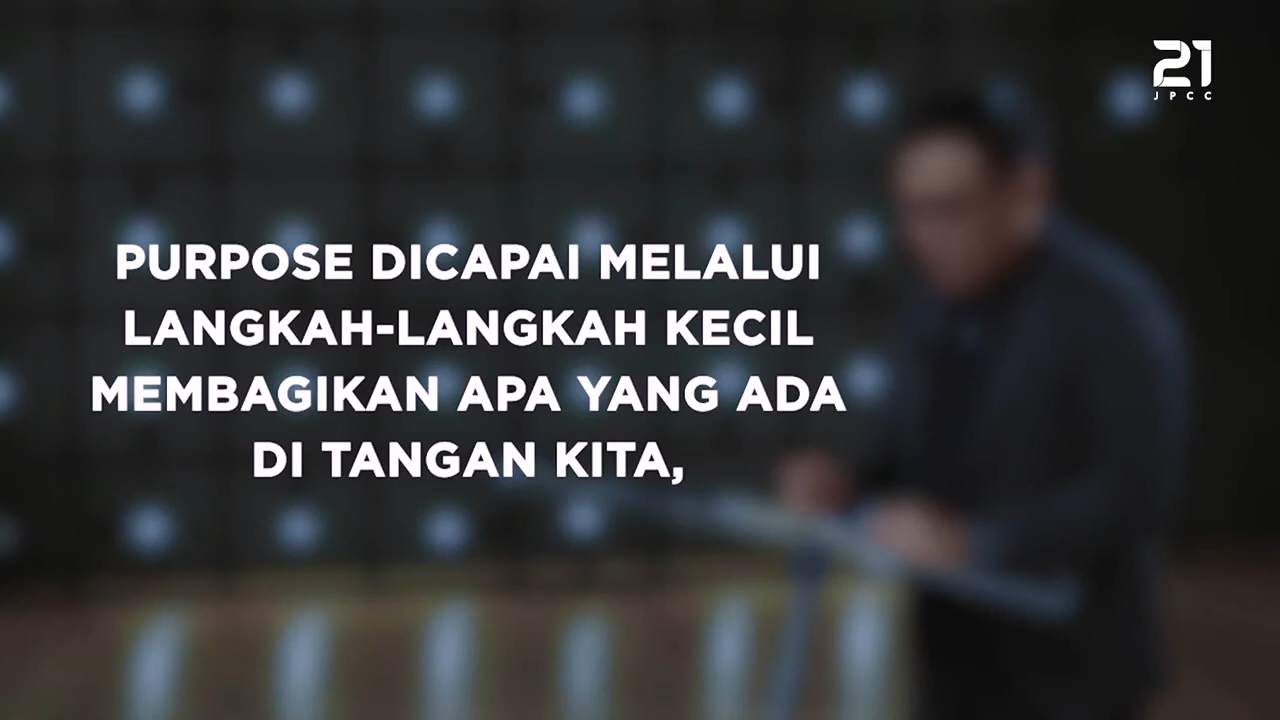 21
JPCC
PURPOSE DICAPAI MELALUI
LANGKAH-LANGKAH KECIL
MEMBAGIKAN APA YANG ADA
DI TANGAN KITA,